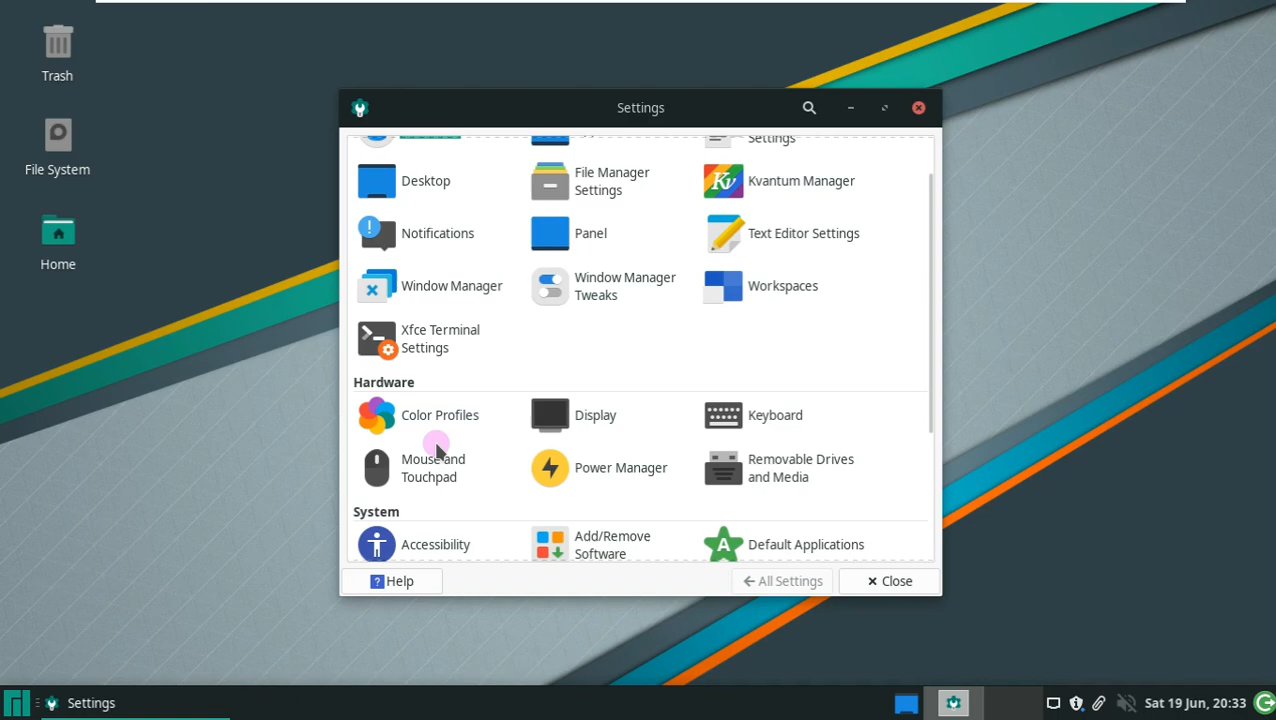 Trash
File System
Home
Settings
Settings
Desktop
File Manager
Settings
Kvantum Manager
Notifications
Panel
Text Editor Settings
Window Manager
Window Manager
Tweaks
Workspaces
Xfce Terminal
Settings
Hardware
Color Profiles
Display
Keyboard
Mouse and
Touchpad
Power Manager
Removable Drives
and Media
System
Accessibility
Add/Remove
Software
Default Applications
Help
All Settings
Close
Settings
Sat 19 Jun, 20:33